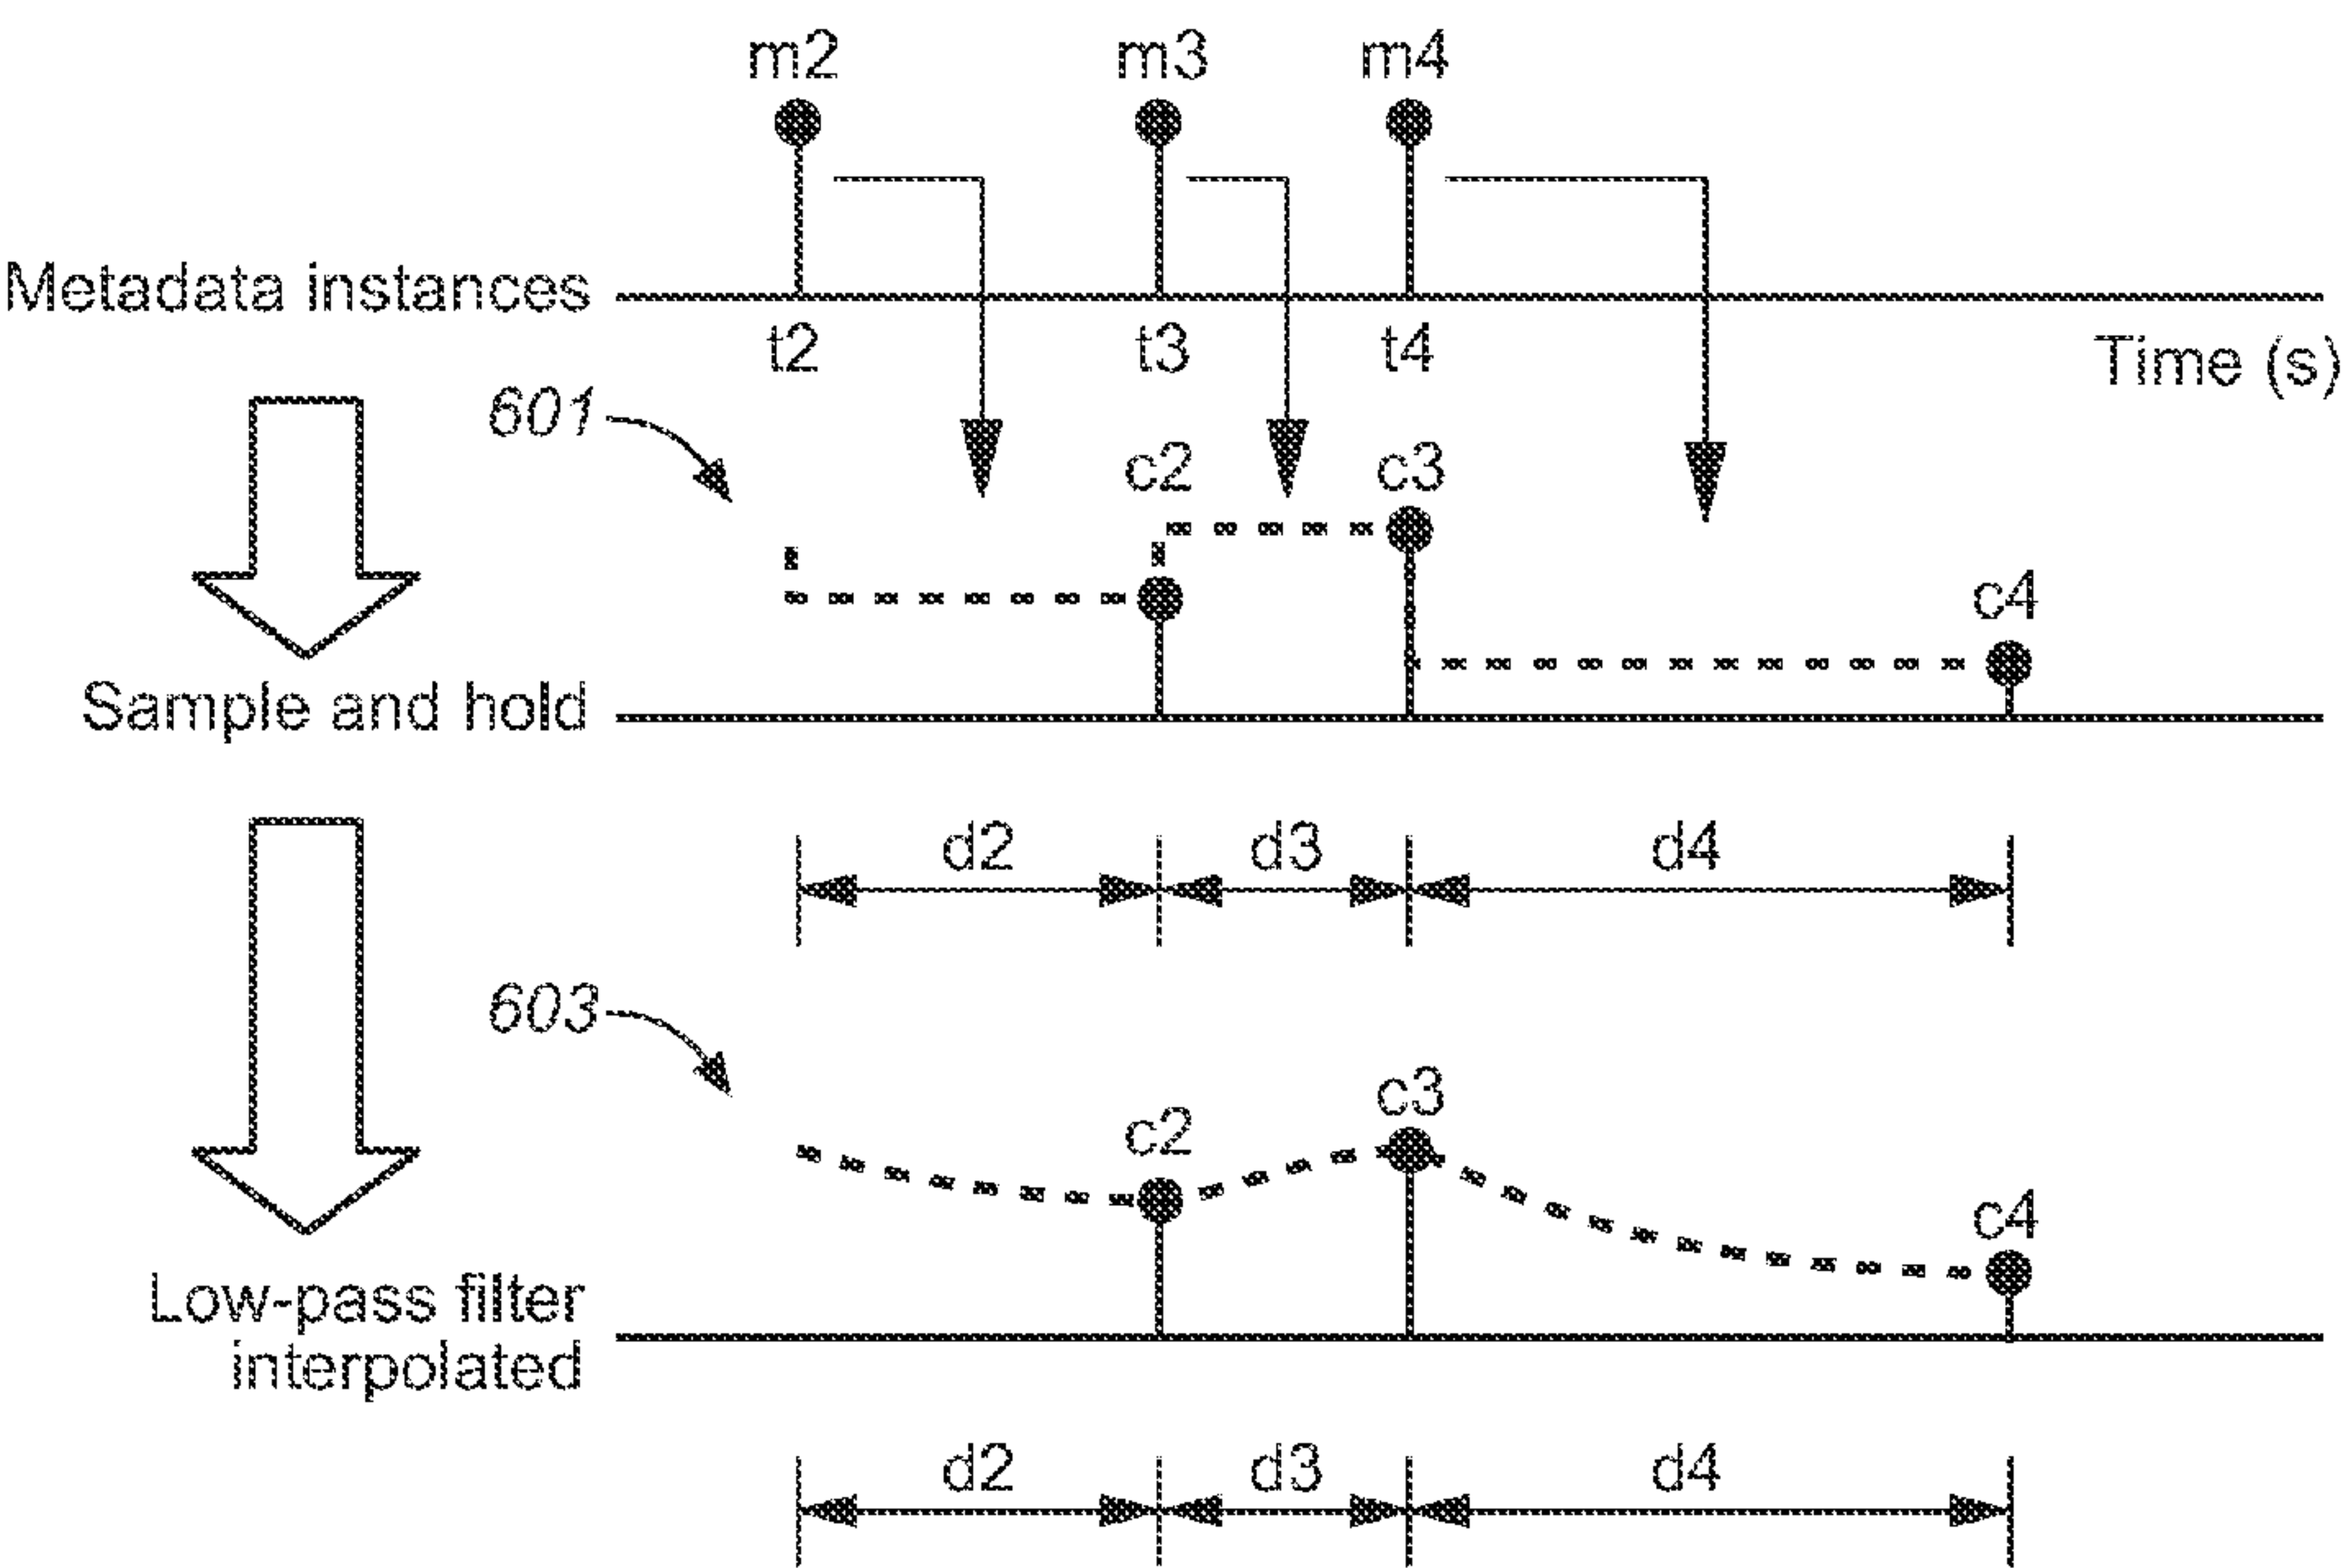 m2 m3 m4
Metadata instances
t2 t3 t4 Time (s)
601
c2 c3
c4
Sample and hold
d2 d3 d4
603
c3
c2
c4
Low-pass filter
interpolated
d2 d3 d4